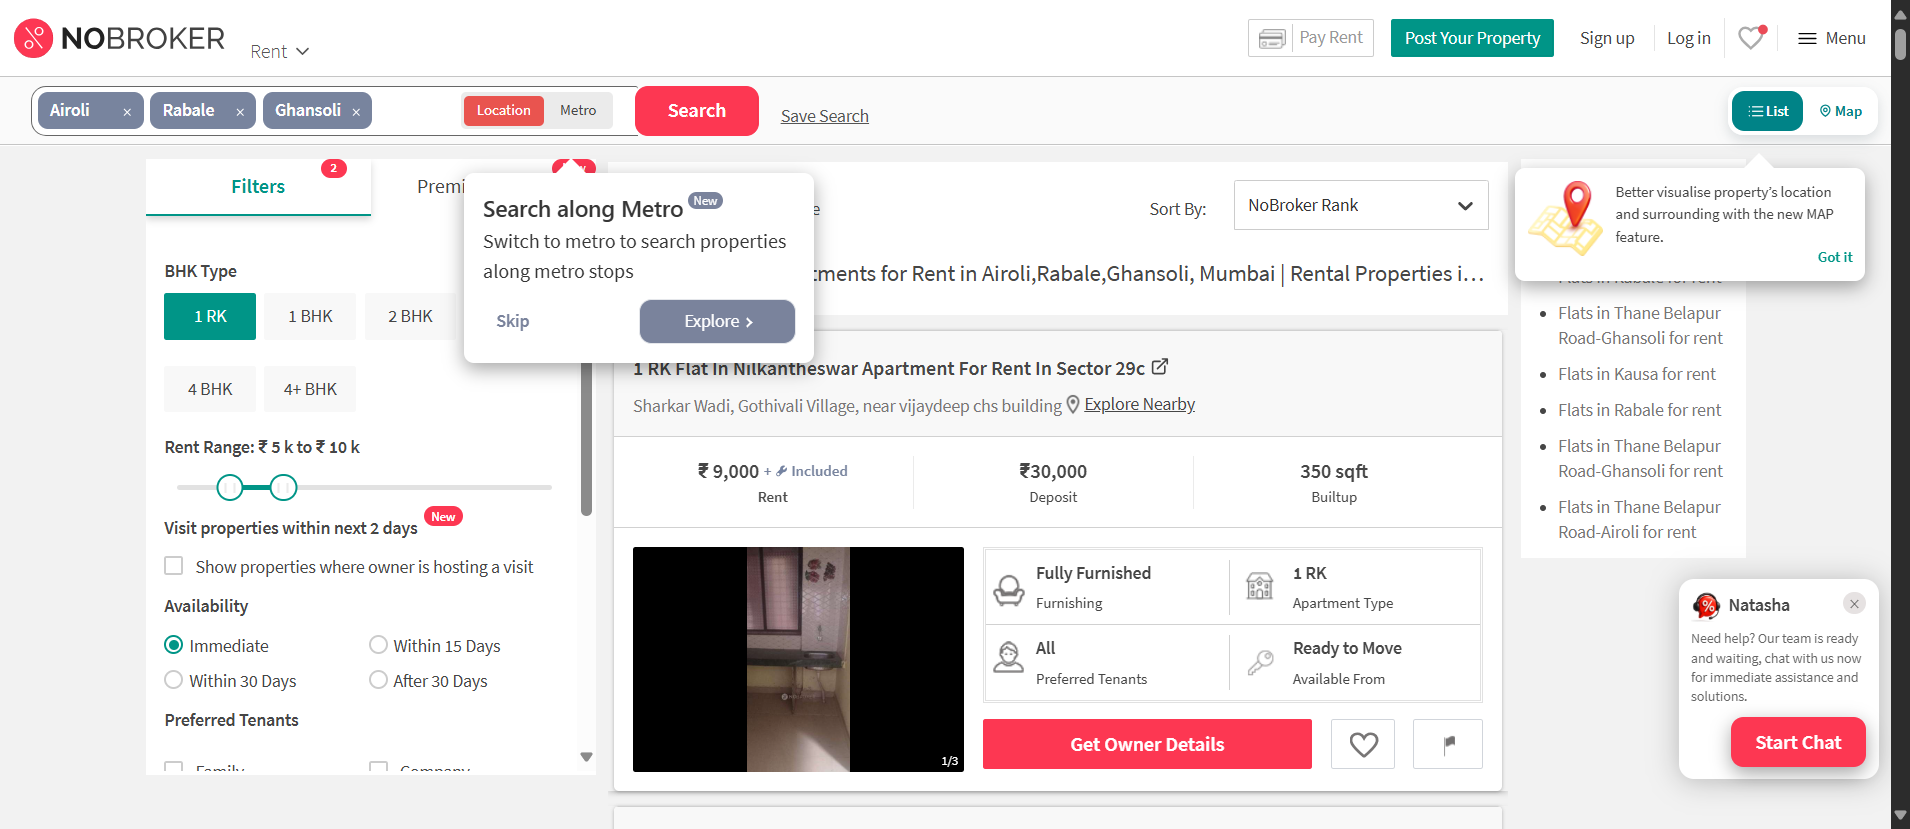 NOBROKER
Rent
Pay Rent
Post Your Property
Sign up
Log in
Menu
Airoli ×
Rabale ×
Ghansoli ×
Location
Metro
Search
Save Search
List
Map
Filters
2
Premi
Search along Metro New
Switch to metro to search properties
along metro stops
Skip
Explore ›
Sort By:
NoBroker Rank
tments for Rent in Airoli,Rabale,Ghansoli, Mumbai | Rental Properties i...
Better visualise property's location
and surrounding with the new MAP
feature.
Got it
BHK Type
1 RK
1 BHK
2 BHK
4 BHK
4+ BHK
Rent Range: ₹ 5 k to ₹ 10 k
Visit properties within next 2 days New
Show properties where owner is hosting a visit
Availability
Immediate
Within 15 Days
Within 30 Days
After 30 Days
Preferred Tenants
Family
Company
1 RK Flat In Nilkantheswar Apartment For Rent In Sector 29c
Sharkar Wadi, Gothivali Village, near vijaydeep chs building Explore Nearby
₹ 9,000 + Included
Rent
₹30,000
Deposit
350 sqft
Builtup
1/3
Fully Furnished
Furnishing
1 RK
Apartment Type
All
Preferred Tenants
Ready to Move
Available From
Get Owner Details
Flats in Rabale for rent
Flats in Thane Belapur
Road-Ghansoli for rent
Flats in Kausa for rent
Flats in Rabale for rent
Flats in Thane Belapur
Road-Ghansoli for rent
Flats in Thane Belapur
Road-Airoli for rent
Natasha
Need help? Our team is ready
and waiting, chat with us now
for immediate assistance and
solutions.
Start Chat